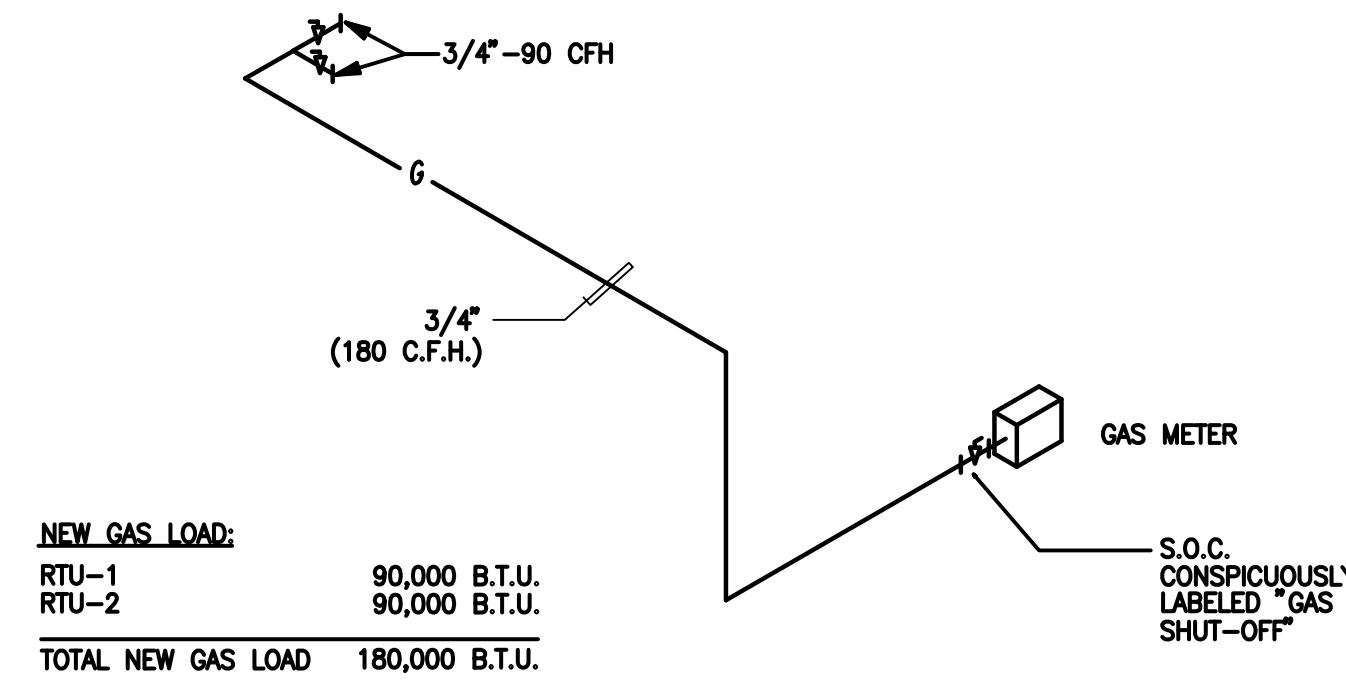 3/4"-90 CFH
G
3/4"
(180 C.F.H.)
GAS METER
NEW GAS LOAD:
RTU-1 90,000 B.T.U.
RTU-2 90,000 B.T.U.
TOTAL NEW GAS LOAD 180,000 B.T.U.
S.O.C.
CONSPICUOUSLY
LABELED "GAS
SHUT-OFF"